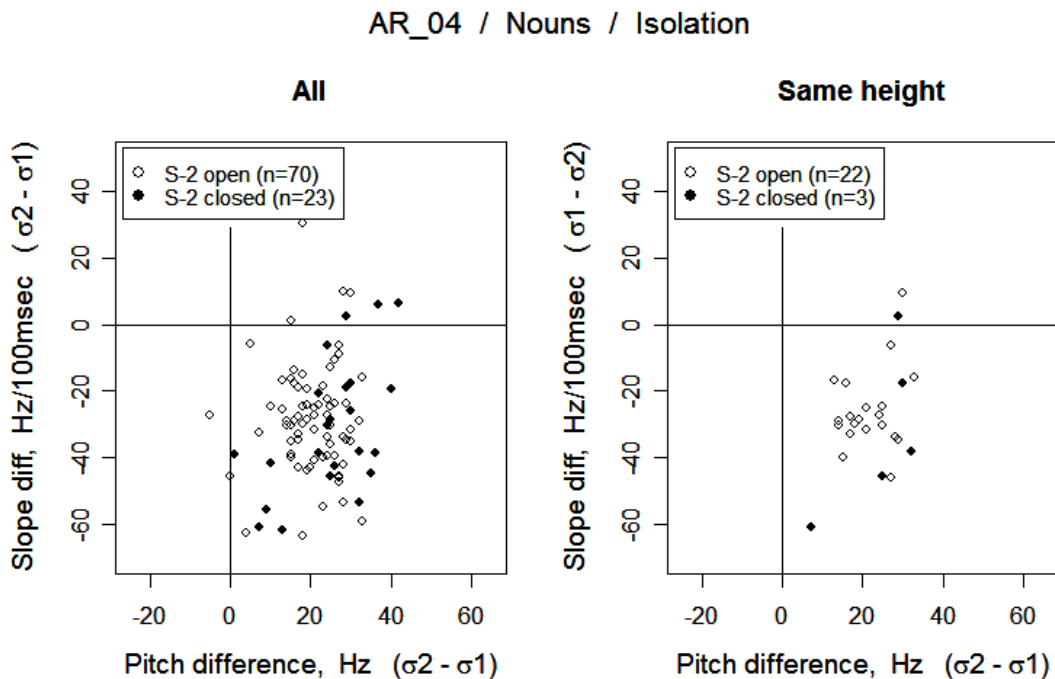 AR_04 / Nouns / Isolation
All
Slope diff, Hz/100msec ( σ2 - σ1)
S-2 open (n=70)
S-2 closed (n=23)
40
20
0
-20
-40
-60
-20 0 20 40 60
Pitch difference, Hz (σ2 - σ1)
Same height
Slope diff, Hz/100msec ( σ1 - σ2)
S-2 open (n=22)
S-2 closed (n=3)
40
20
0
-20
-40
-60
-20 0 20 40 60
Pitch difference, Hz (σ2 - σ1)